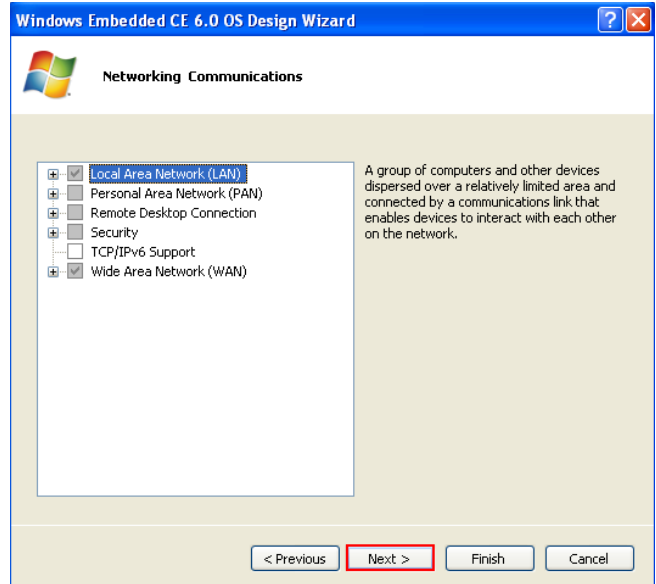 Windows Embedded CE 6.0 OS Design Wizard
Networking Communications
Local Area Network (LAN)
Personal Area Network (PAN)
Remote Desktop Connection
Security
TCP/IPv6 Support
Wide Area Network (WAN)
A group of computers and other devices
dispersed over a relatively limited area and
connected by a communications link that
enables devices to interact with each other
on the network.
< Previous
Next >
Finish
Cancel